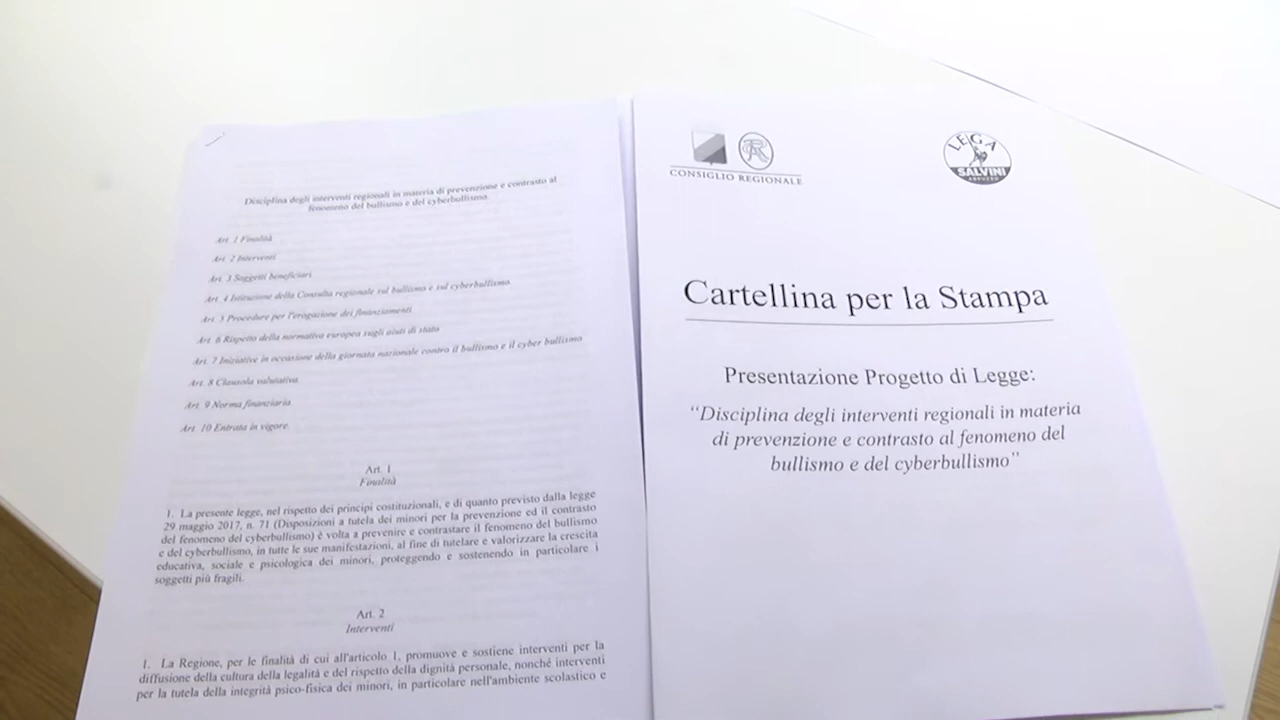 Disciplina degli interventi regionali in materia di prevenzione e contrasto al
fenomeno del bullismo e del cyberbullismo.
Art. 1 Finalità
Art. 2 Interventi
Art. 3 Soggetti beneficiari
Art. 4 Istituzione della Consulta regionale sul bullismo e sul cyberbullismo
Art. 5 Procedure per l'erogazione dei finanziamenti
Art. 6 Rispetto della normativa europea sugli aiuti di stato
Art. 7 Iniziative in occasione della giornata nazionale contro il bullismo e il cyber bullismo
Art. 8 Clausola valutativa
Art. 9 Norma finanziaria
Art. 10 Entrata in vigore
Art. 1
Finalità
1. La presente legge, nel rispetto dei principi costituzionali, e di quanto previsto dalla legge
29 maggio 2017, n. 71 (Disposizioni a tutela dei minori per la prevenzione ed il contrasto
del fenomeno del cyberbullismo) è volta a prevenire e contrastare il fenomeno del bullismo
e del cyberbullismo, in tutte le sue manifestazioni, al fine di tutelare e valorizzare la crescita
educativa, sociale e psicologica dei minori, proteggendo e sostenendo in particolare i
soggetti più fragili.
Art. 2
Interventi
1. La Regione, per le finalità di cui all'articolo 1, promuove e sostiene interventi per la
diffusione della cultura della legalità e del rispetto della dignità personale, nonché interventi
per la tutela della integrità psico-fisica dei minori, in particolare nell'ambiente scolastico e
CONSIGLIO REGIONALE
LEGA
SALVINI
ABRUZZO
Cartellina per la Stampa
Presentazione Progetto di Legge:
"Disciplina degli interventi regionali in materia
di prevenzione e contrasto al fenomeno del
bullismo e del cyberbullismo"